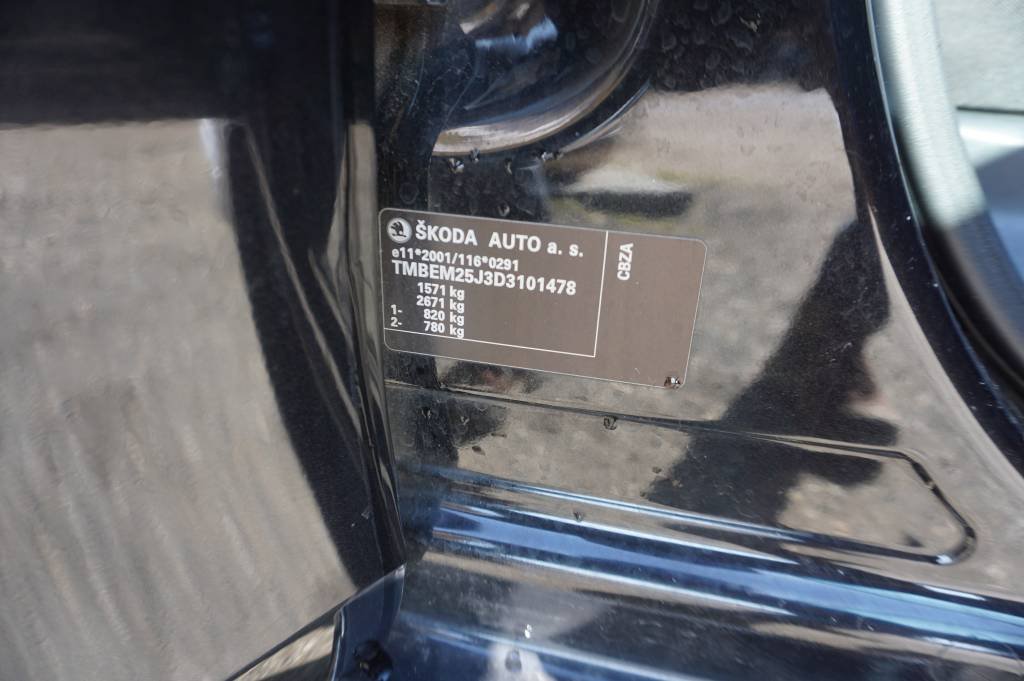 ŠKODA AUTO a. s.
e11*2001/116*0291
TMBEM25J3D3101478
1571 kg
2671 kg
1- 820 kg
2- 780 kg
CBZA